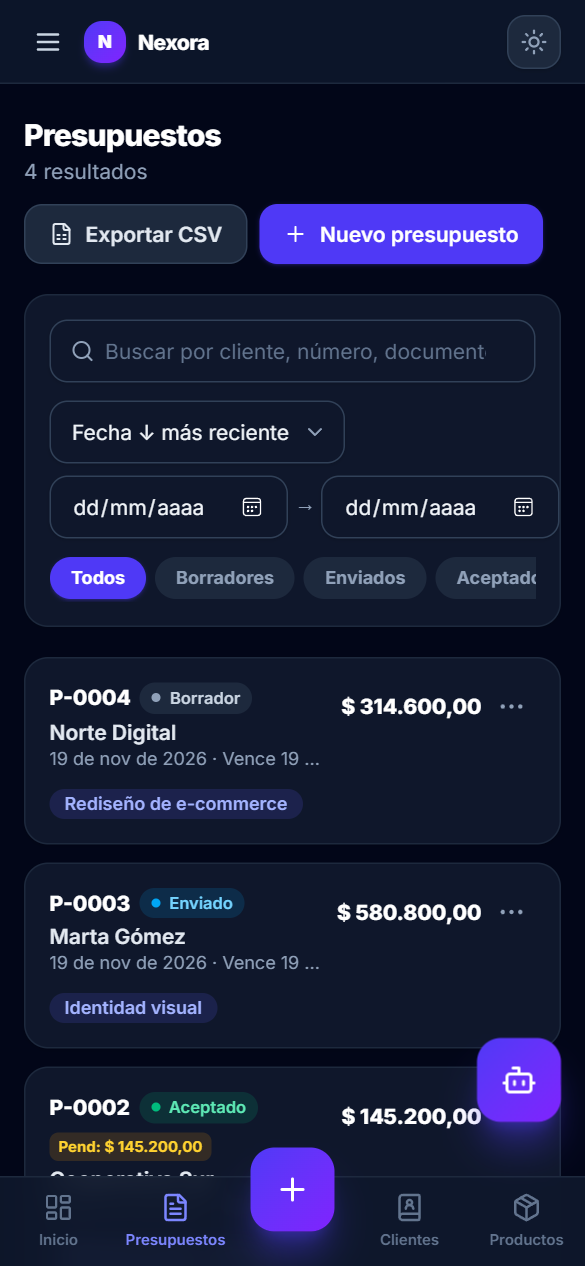 N Nexora
Presupuestos
4 resultados
Exportar CSV
+ Nuevo presupuesto
Buscar por cliente, número, document
Fecha ↓ más reciente
dd/mm/aaaa → dd/mm/aaaa
Todos Borradores Enviados Aceptado
P-0004 Borrador
$ 314.600,00 ...
Norte Digital
19 de nov de 2026 · Vence 19 ...
Rediseño de e-commerce
P-0003 Enviado
$ 580.800,00 ...
Marta Gómez
19 de nov de 2026 · Vence 19 ...
Identidad visual
P-0002 Aceptado
$ 145.200,00
Pend: $ 145.200,00
Inicio Presupuestos + Clientes Productos